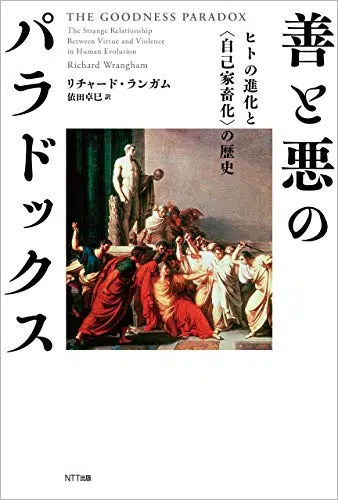 THE GOODNESS PARADOX
The Strange Relationship
Between Virtue and Violence
in Human Evolution
Richard Wrangham
リチャード・ランガム
依田卓巳 訳
善と悪の
パラドックス
ヒトの進化と
〈自己家畜化〉の歴史
NTT出版